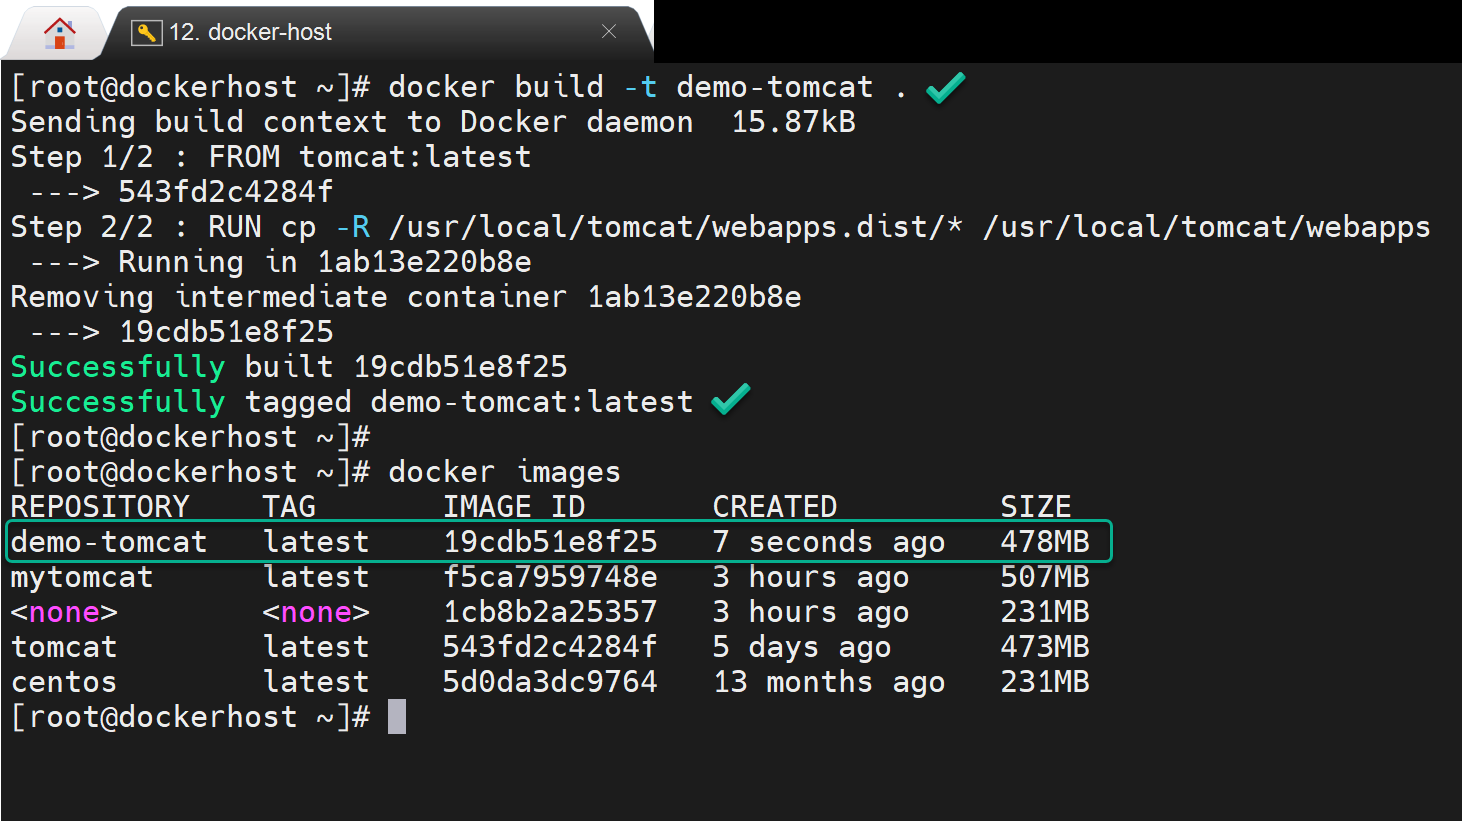 12. docker-host
[root@dockerhost ~]# docker build -t demo-tomcat .
Sending build context to Docker daemon  15.87kB
Step 1/2 : FROM tomcat:latest
 ---> 543fd2c4284f
Step 2/2 : RUN cp -R /usr/local/tomcat/webapps.dist/* /usr/local/tomcat/webapps
 ---> Running in 1ab13e220b8e
Removing intermediate container 1ab13e220b8e
 ---> 19cdb51e8f25
Successfully built 19cdb51e8f25
Successfully tagged demo-tomcat:latest
[root@dockerhost ~]#
[root@dockerhost ~]# docker images
REPOSITORY    TAG       IMAGE ID       CREATED         SIZE
demo-tomcat   latest    19cdb51e8f25   7 seconds ago   478MB
mytomcat      latest    f5ca7959748e   3 hours ago     507MB
<none>        <none>    1cb8b2a25357   3 hours ago     231MB
tomcat        latest    543fd2c4284f   5 days ago      473MB
centos        latest    5d0da3dc9764   13 months ago   231MB
[root@dockerhost ~]#